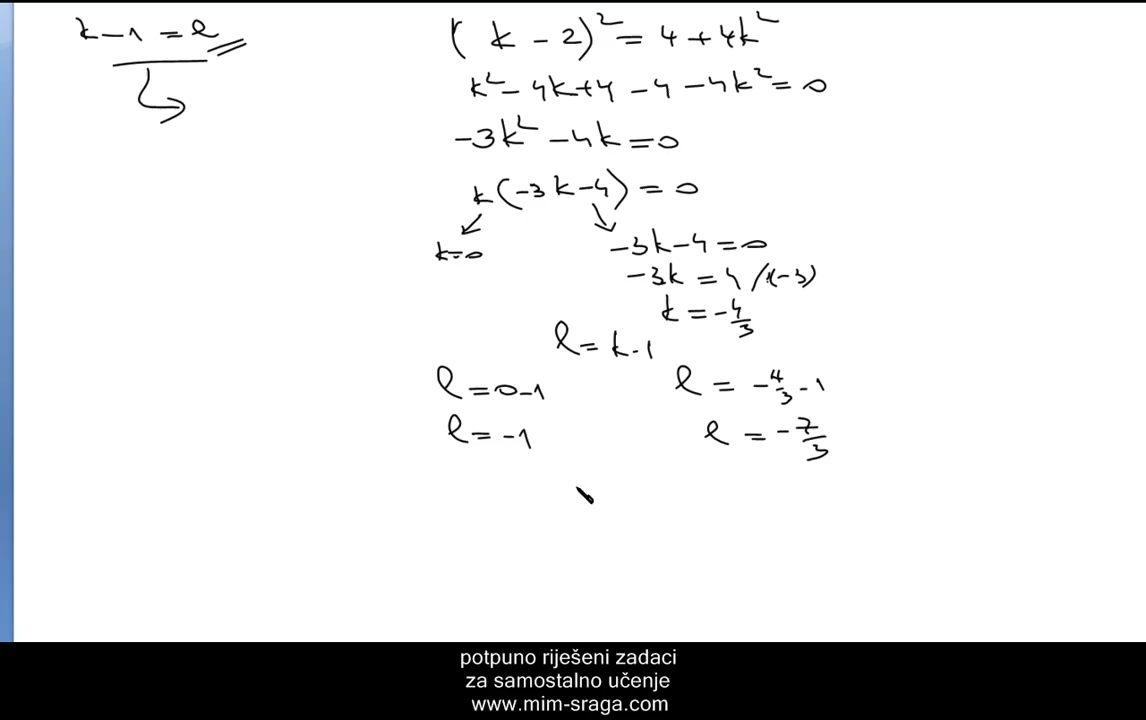 k-1=l
(k-2)²=4+4k²
k²-4k+4-4-4k²=0
-3k²-4k=0
k(-3k-4)=0
k=0
-3k-4=0
-3k=4/:(-3)
k=-4/3
l=k-1
l=0-1
l=-4/3-1
l=-1
l=-7/3
potpuno riješeni zadaci
za samostalno učenje
www.mim-sraga.com